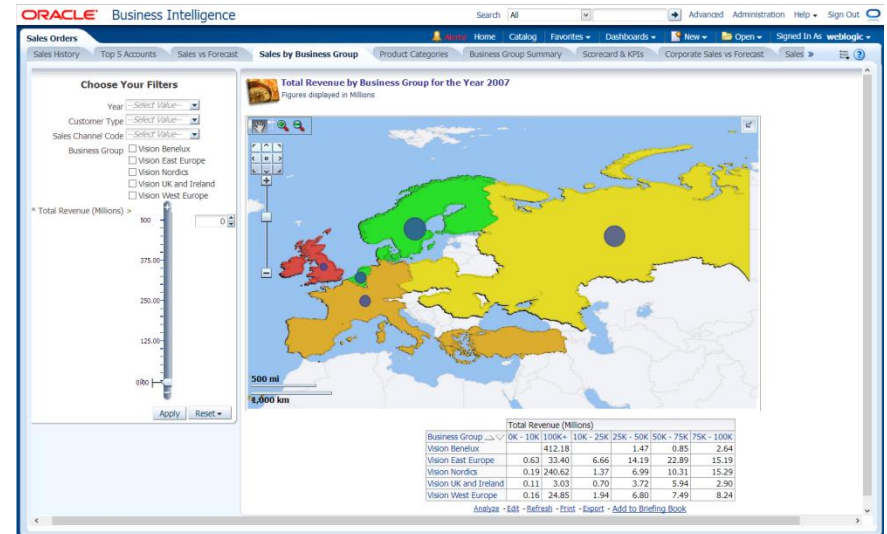 ORACLE Business Intelligence Search All Advanced Administration Help Sign Out
Sales Orders Alerts! Home Catalog Favorites Dashboards New Open Signed In As weblogic
Sales History Top 5 Accounts Sales vs Forecast Sales by Business Group Product Categories Business Group Summary Scorecard & KPIs Corporate Sales vs Forecast Sales »
Choose Your Filters
Year --Select Value--
Customer Type --Select Value--
Sales Channel Code --Select Value--
Business Group Vision Benelux
Vision East Europe
Vision Nordics
Vision UK and Ireland
Vision West Europe
* Total Revenue (Millions) >
500 0
375.00
250.00
125.00
Apply Reset
Total Revenue by Business Group for the Year 2007
Figures displayed in Millions
500 mi
1,000 km
Total Revenue (Millions)
Business Group 0K - 10K 100K+ 10K - 25K 25K - 50K 50K - 75K 75K - 100K
Vision Benelux 412.18 1.47 0.85 2.64
Vision East Europe 0.63 33.40 6.66 14.19 22.89 15.19
Vision Nordics 0.19 240.62 1.37 6.99 10.31 15.29
Vision UK and Ireland 0.11 3.03 0.70 3.72 5.94 2.90
Vision West Europe 0.16 24.85 1.94 6.80 7.49 8.24
Analyze - Edit - Refresh - Print - Export - Add to Briefing Book